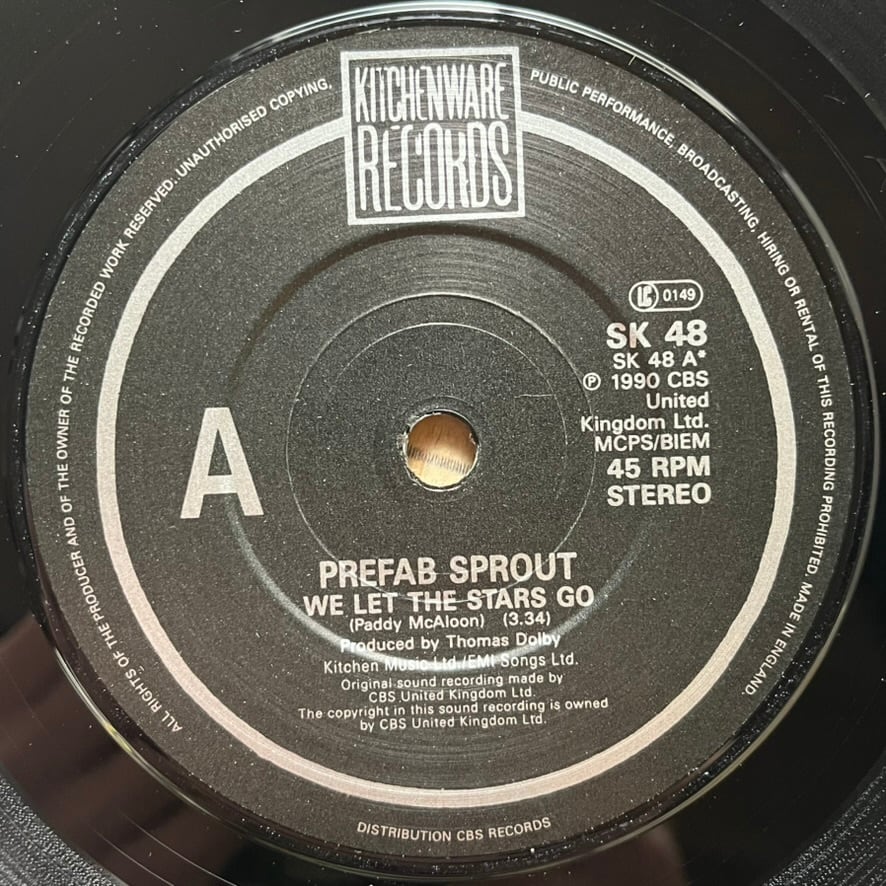 KITCHENWARE
RECORDS
ALL RIGHTS OF THE PRODUCER AND OF THE OWNER OF THE RECORDED WORK RESERVED. UNAUTHORISED COPYING, PUBLIC PERFORMANCE, BROADCASTING, HIRING OR RENTAL OF THIS RECORDING PROHIBITED. MADE IN ENGLAND.
LC 0149
SK 48
SK 48 A*
℗ 1990 CBS
United
Kingdom Ltd.
MCPS/BIEM
45 RPM
STEREO
A
PREFAB SPROUT
WE LET THE STARS GO
(Paddy McAloon) (3.34)
Produced by Thomas Dolby
Kitchen Music Ltd./EMI Songs Ltd.
Original sound recording made by
CBS United Kingdom Ltd.
The copyright in this sound recording is owned
by CBS United Kingdom Ltd.
DISTRIBUTION CBS RECORDS